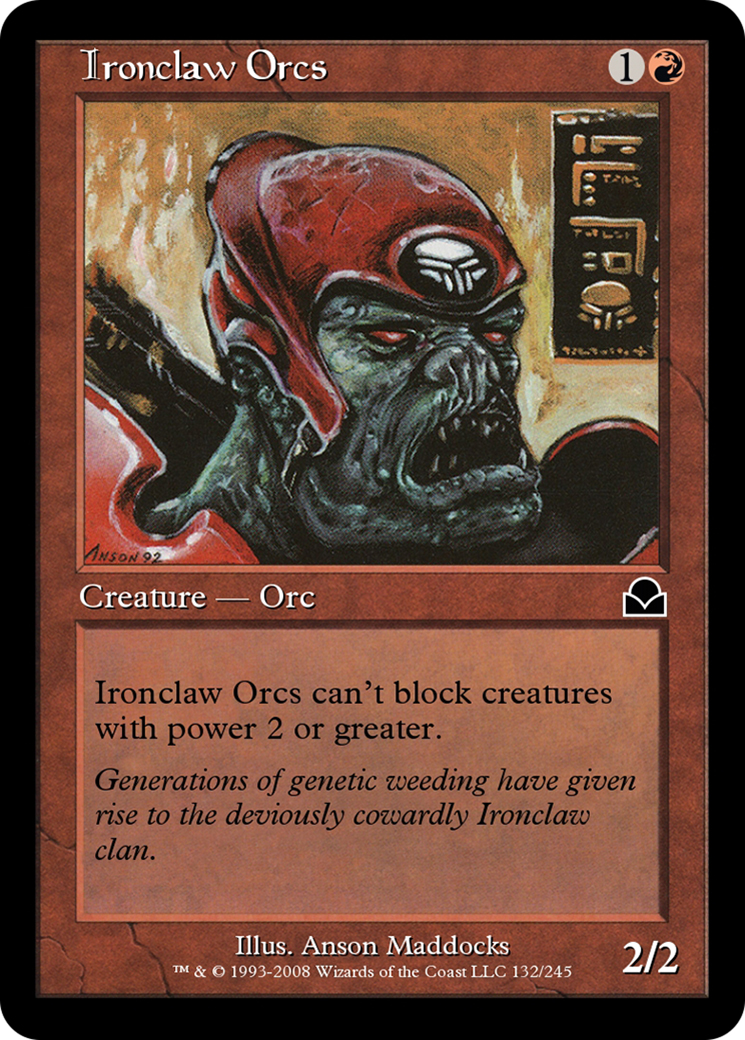 Ironclaw Orcs 1
ANSON 92
Creature — Orc
Ironclaw Orcs can't block creatures
with power 2 or greater.
Generations of genetic weeding have given
rise to the deviously cowardly Ironclaw
clan.
Illus. Anson Maddocks
™ & © 1993-2008 Wizards of the Coast LLC 132/245
2/2